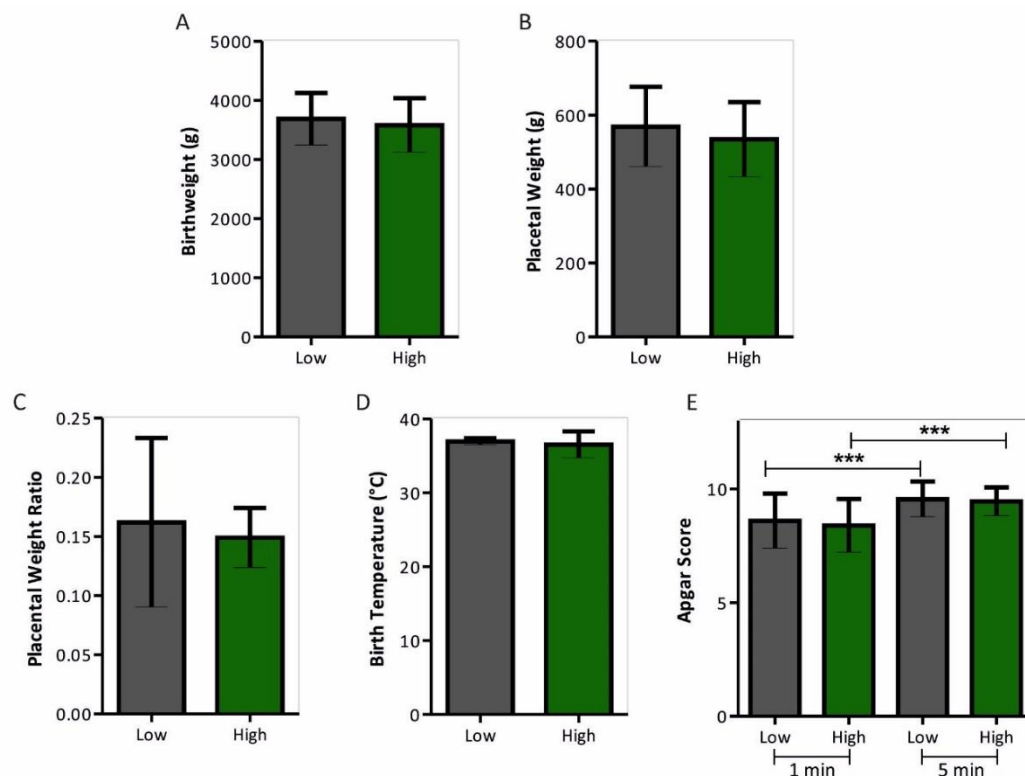 A
Birthweight (g)
5000
4000
3000
2000
1000
0
Low High
B
Placetal Weight (g)
800
600
400
200
0
Low High
C
Placental Weight Ratio
0.25
0.20
0.15
0.10
0.05
0.00
Low High
D
Birth Temperature (°C)
40
30
20
10
0
Low High
E
Apgar Score
10
5
0
***
***
Low High Low High
1 min 5 min